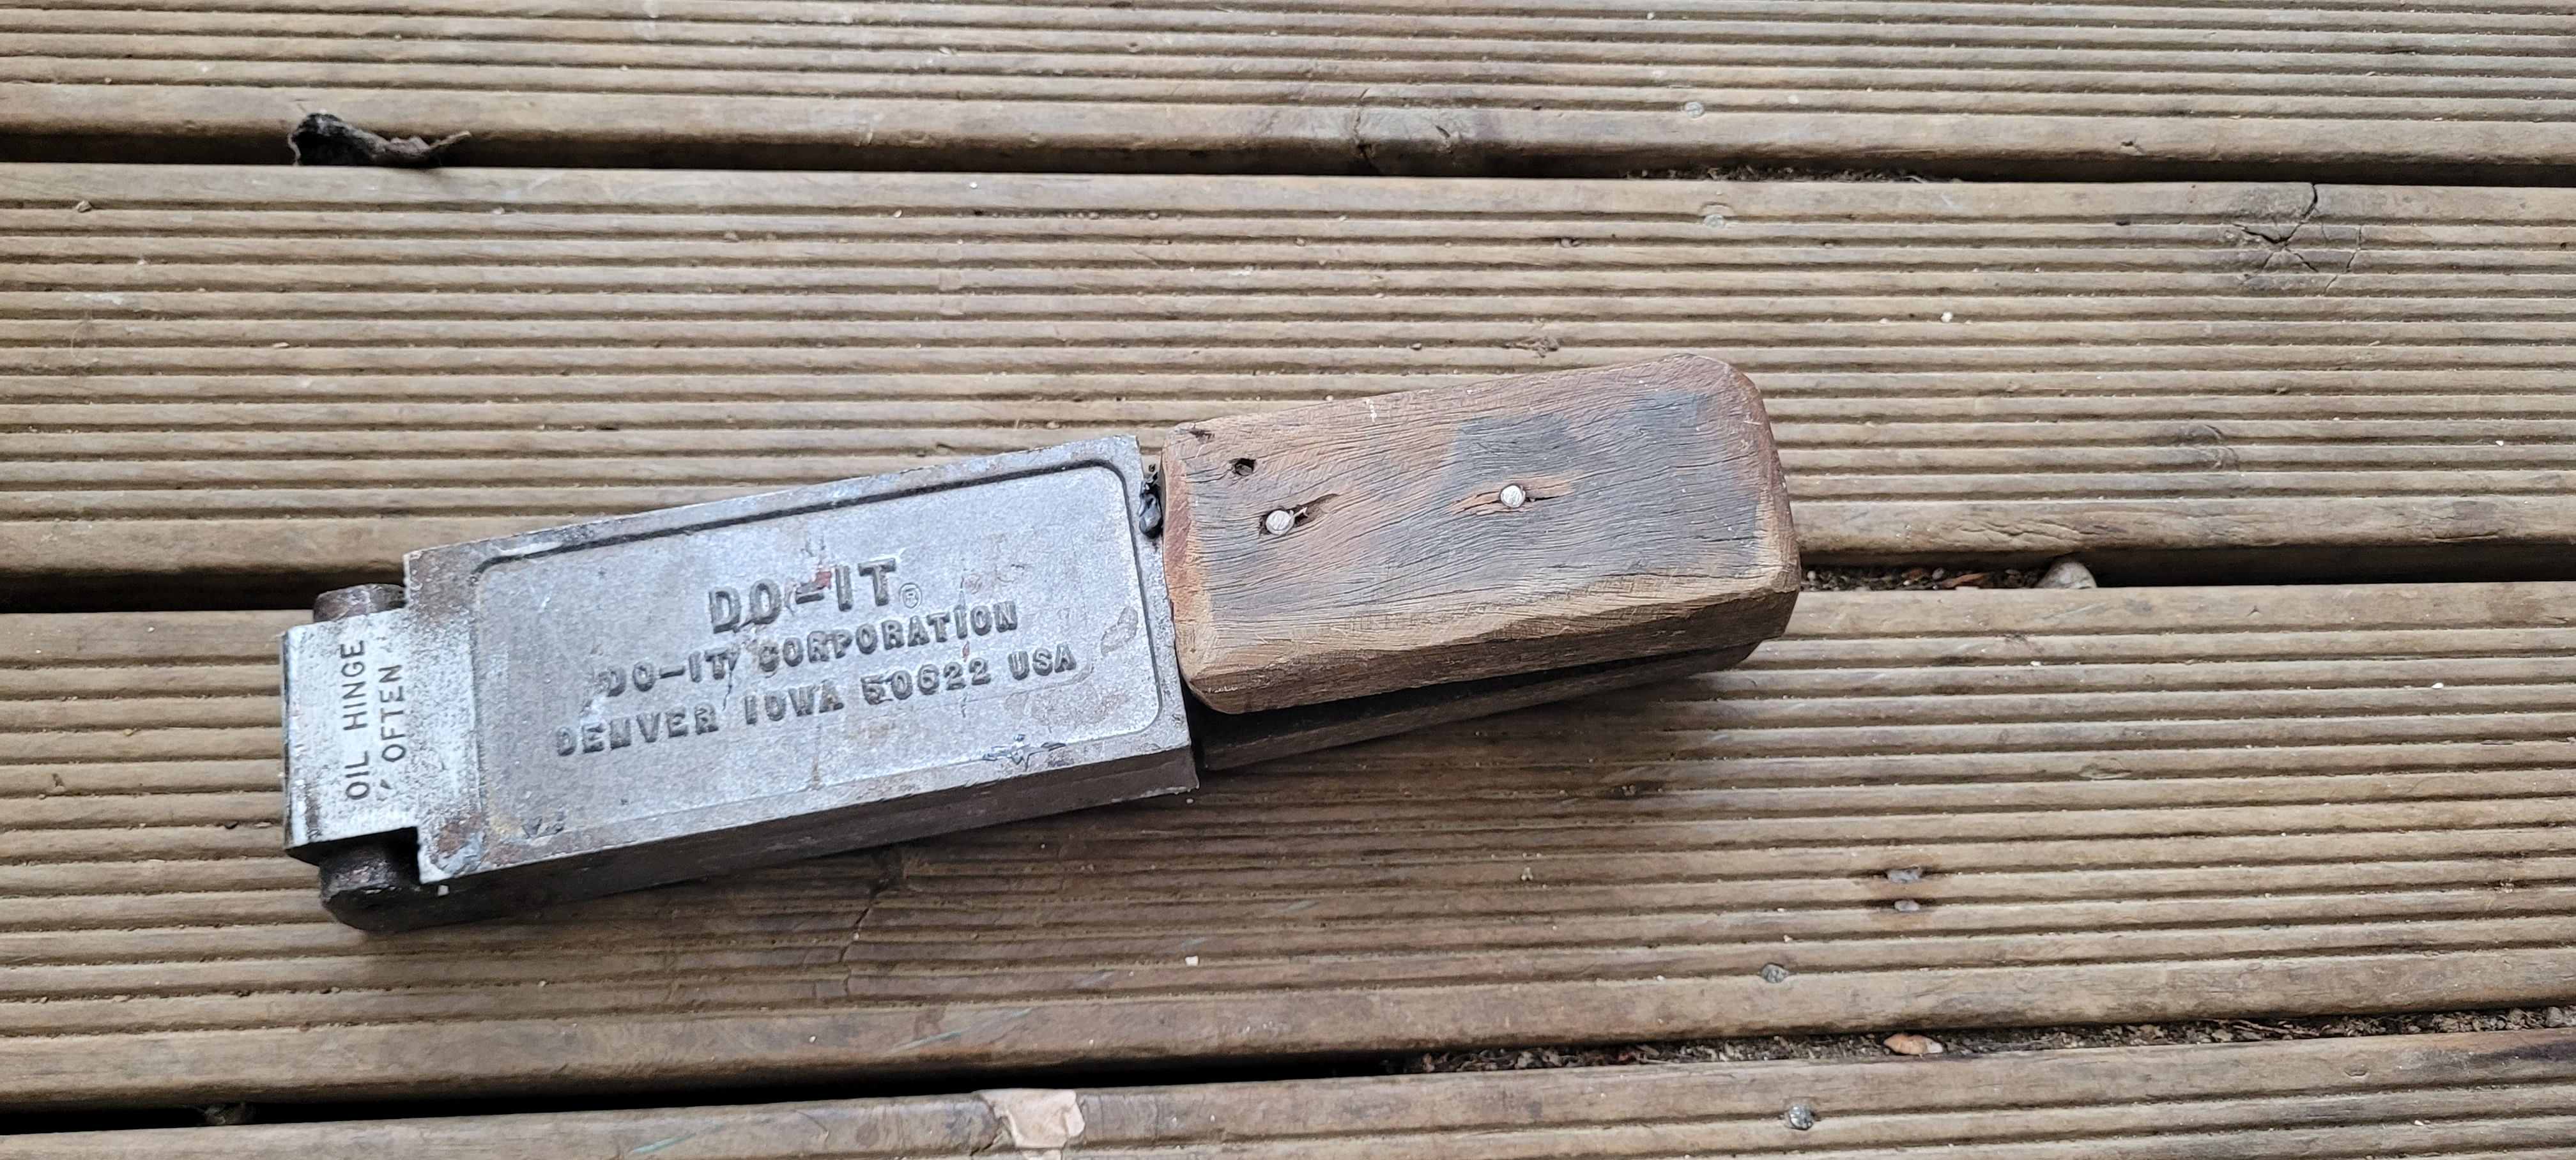 DO-IT®
DO-IT CORPORATION
DENVER IOWA 50622 USA
OIL HINGE
OFTEN